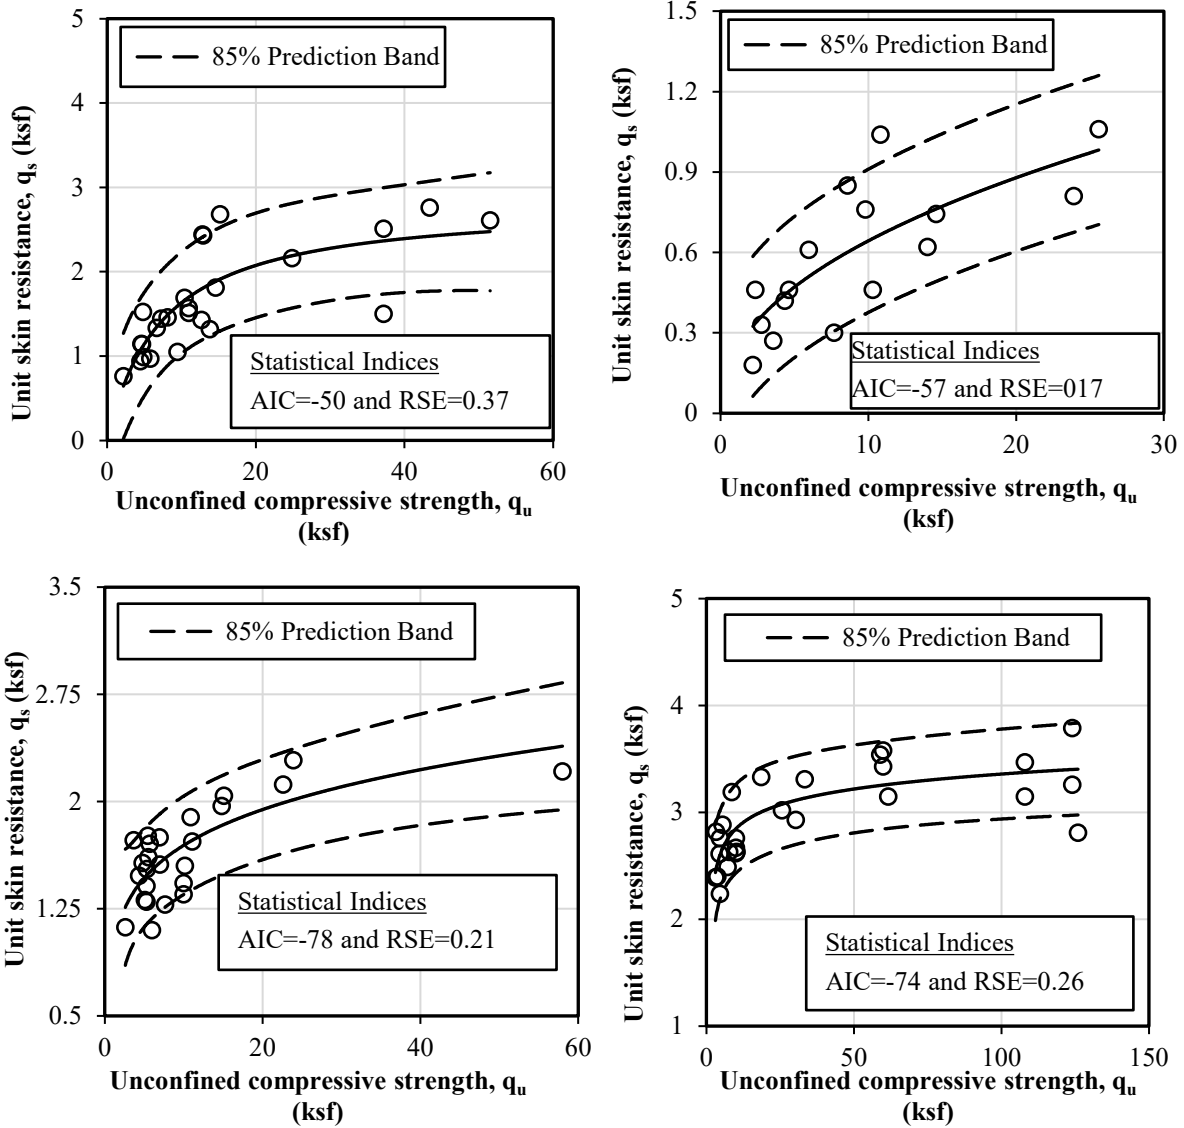 5
4
3
2
1
0
Unit skin resistance, qs (ksf)
85% Prediction Band
Statistical Indices
AIC=-50 and RSE=0.37
0 20 40 60
Unconfined compressive strength, qu
(ksf)
1.5
1.2
0.9
0.6
0.3
0
Unit skin resistance, qs (ksf)
85% Prediction Band
Statistical Indices
AIC=-57 and RSE=017
0 10 20 30
Unconfined compressive strength, qu
(ksf)
3.5
2.75
2
1.25
0.5
Unit skin resistance, qs (ksf)
85% Prediction Band
Statistical Indices
AIC=-78 and RSE=0.21
0 20 40 60
Unconfined compressive strength, qu
(ksf)
5
4
3
2
1
Unit skin resistance, qs (ksf)
85% Prediction Band
Statistical Indices
AIC=-74 and RSE=0.26
0 50 100 150
Unconfined compressive strength, qu
(ksf)